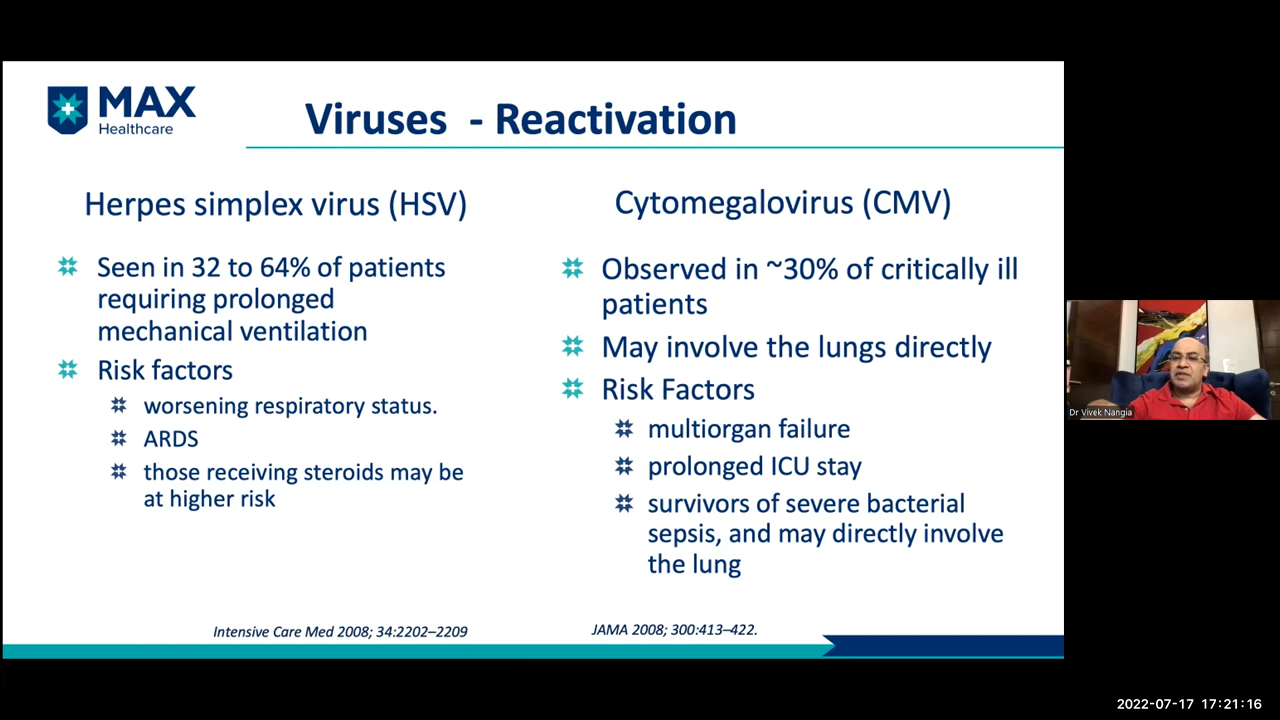 MAX
Healthcare
Viruses - Reactivation
Herpes simplex virus (HSV)
Seen in 32 to 64% of patients
requiring prolonged
mechanical ventilation
Risk factors
worsening respiratory status.
ARDS
those receiving steroids may be
at higher risk
Intensive Care Med 2008; 34:2202–2209
Cytomegalovirus (CMV)
Observed in ~30% of critically ill
patients
May involve the lungs directly
Risk Factors
multiorgan failure
prolonged ICU stay
survivors of severe bacterial
sepsis, and may directly involve
the lung
JAMA 2008; 300:413–422.
Dr Vivek Nangia
2022-07-17 17:21:16